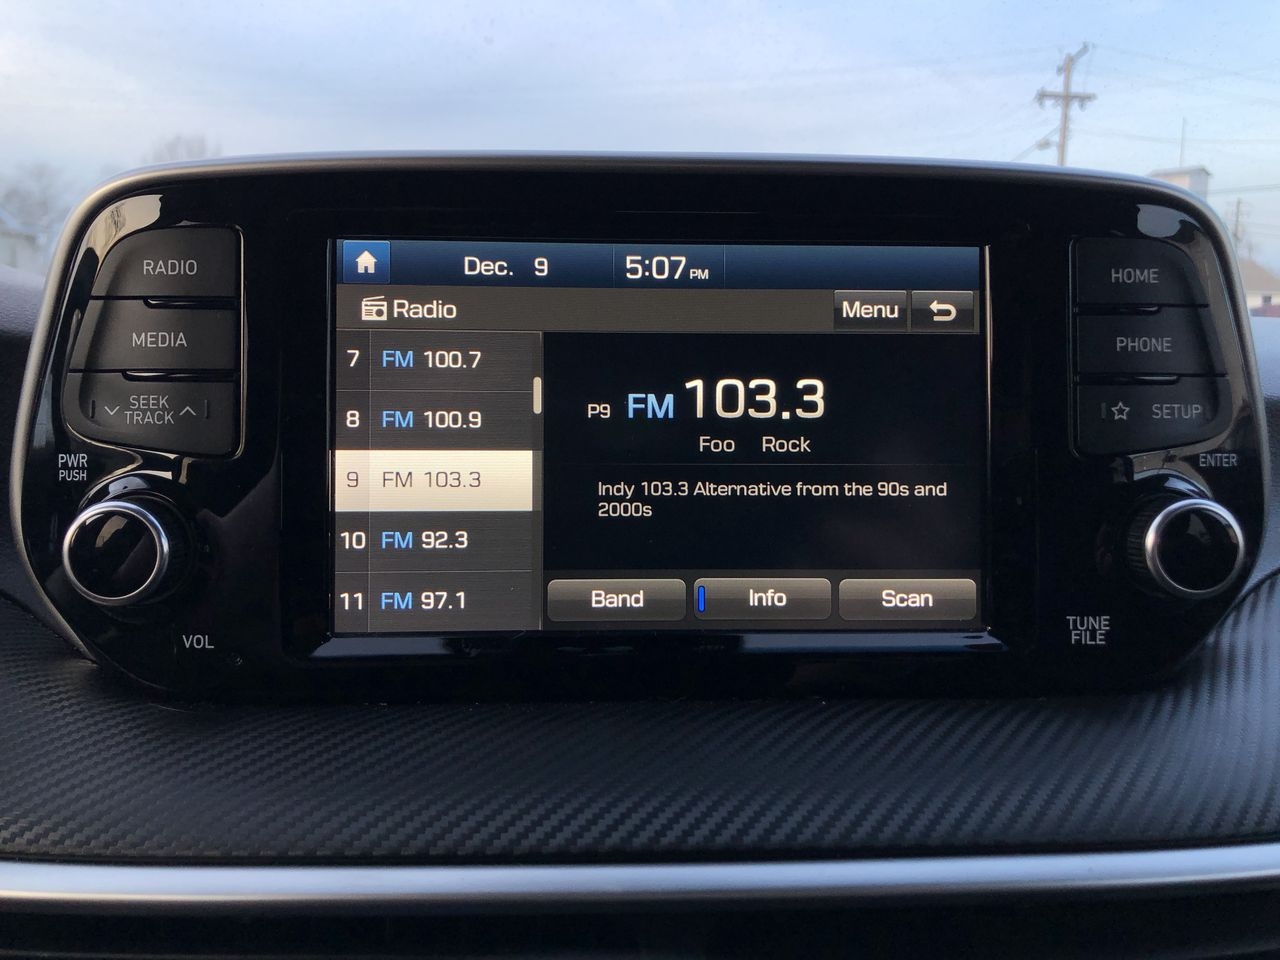 RADIO
MEDIA
SEEK
TRACK
PWR
PUSH
VOL
Dec. 9 5:07 PM
Radio
Menu
7 FM 100.7
8 FM 100.9
9 FM 103.3
10 FM 92.3
11 FM 97.1
P9 FM 103.3
Foo Rock
Indy 103.3 Alternative from the 90s and
2000s
Band
Info
Scan
HOME
PHONE
SETUP
ENTER
TUNE
FILE